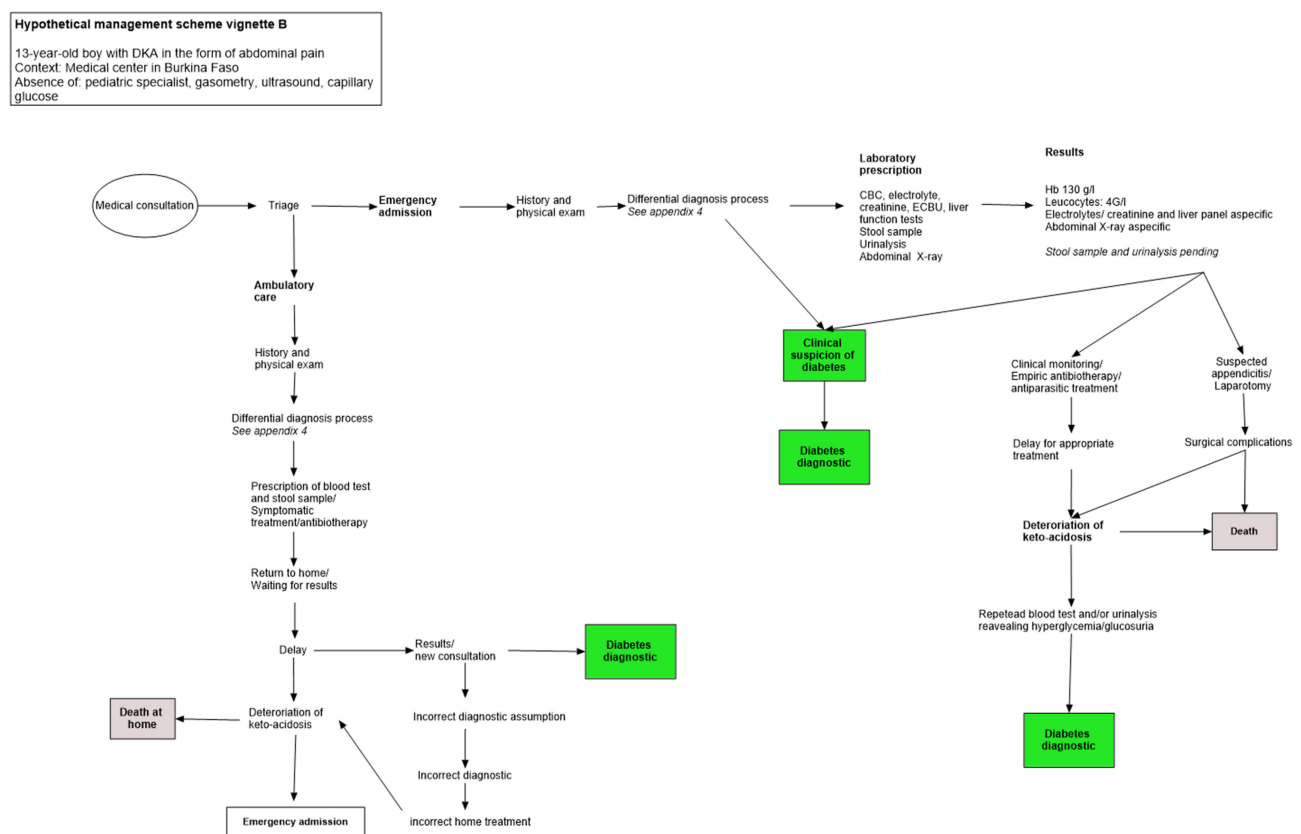 Hypothetical management scheme vignette B
13-year-old boy with DKA in the form of abdominal pain
Context: Medical center in Burkina Faso
Absence of: pediatric specialist, gasometry, ultrasound, capillary
glucose
Medical consultation
Triage
Emergency
admission
History and
physical exam
Differential diagnosis process
See appendix 4
Laboratory
prescription
CBC, electrolyte,
creatinine, ECBU, liver
function tests
Stool sample
Urinalysis
Abdominal X-ray
Results
Hb 130 g/l
Leucocytes: 4G/l
Electrolytes/ creatinine and liver panel aspecific
Abdominal X-ray aspecific
Stool sample and urinalysis pending
Ambulatory
care
History and
physical exam
Differential diagnosis process
See appendix 4
Prescription of blood test
and stool sample/
Symptomatic
treatment/antibiotherapy
Return to home/
Waiting for results
Delay
Results/
new consultation
Diabetes
diagnostic
Deteroriation of
keto-acidosis
Death at
home
Emergency admission
Incorrect diagnostic assumption
Incorrect diagnostic
incorrect home treatment
Clinical
suspicion of
diabetes
Diabetes
diagnostic
Clinical monitoring/
Empiric antibiotherapy/
antiparasitic treatment
Delay for appropriate
treatment
Suspected
appendicitis/
Laparotomy
Surgical complications
Deteroriation of
keto-acidosis
Death
Repetead blood test and/or urinalysis
reavealing hyperglycemia/glucosuria
Diabetes
diagnostic